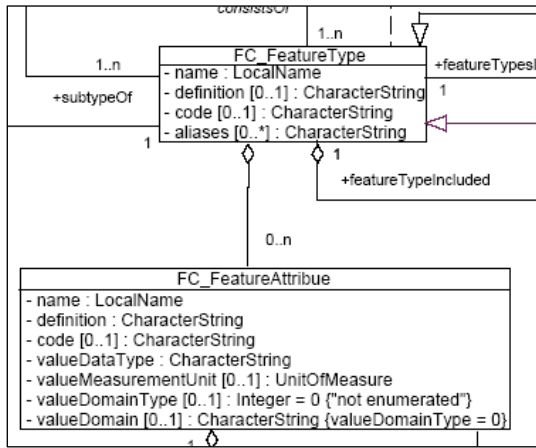 consistsOf
1..n
FC_FeatureType
- name : LocalName
- definition [0..1] : CharacterString
- code [0..1] : CharacterString
- aliases [0..*] : CharacterString
1..n
+subtypeOf
1
+featureTypesI
1
1
+featureTypeIncluded
0..n
FC_FeatureAttribue
- name : LocalName
- definition : CharacterString
- code [0..1] : CharacterString
- valueDataType : CharacterString
- valueMeasurementUnit [0..1] : UnitOfMeasure
- valueDomainType [0..1] : Integer = 0 {"not enumerated"}
- valueDomain [0..1] : CharacterString {valueDomainType = 0}
1